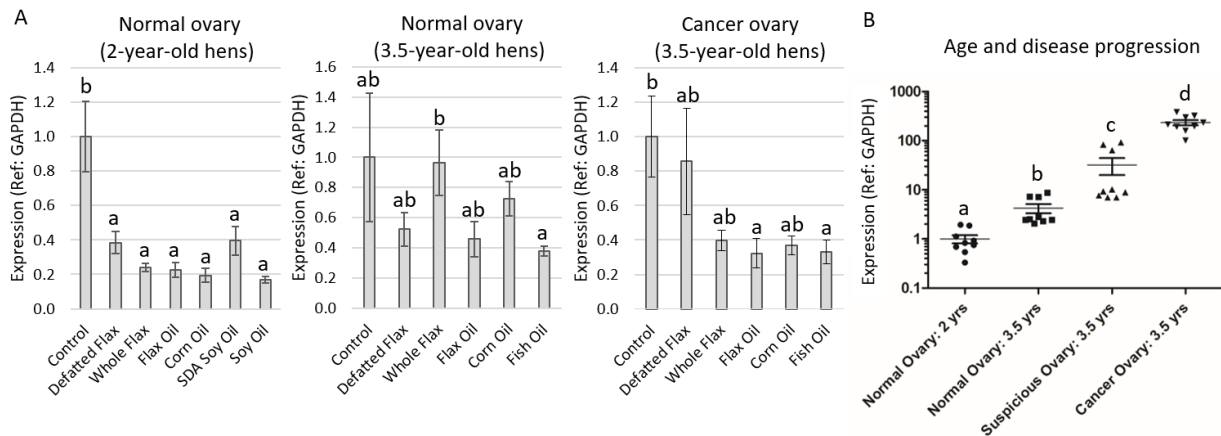 A
Normal ovary
(2-year-old hens)
Expression (Ref: GAPDH)
1.4
1.2
1.0
0.8
0.6
0.4
0.2
0.0
b
a
a
a
a
a
a
Control
Defatted Flax
Whole Flax
Flax Oil
Corn Oil
SDA Soy Oil
Soy Oil
Normal ovary
(3.5-year-old hens)
Expression (Ref: GAPDH)
1.6
1.4
1.2
1.0
0.8
0.6
0.4
0.2
0.0
ab
ab
b
ab
ab
a
Control
Defatted Flax
Whole Flax
Flax Oil
Corn Oil
Fish Oil
Cancer ovary
(3.5-year-old hens)
Expression (Ref: GAPDH)
1.4
1.2
1.0
0.8
0.6
0.4
0.2
0.0
b
ab
ab
a
ab
a
Control
Defatted Flax
Whole Flax
Flax Oil
Corn Oil
Fish Oil
B
Age and disease progression
Expression (Ref: GAPDH)
1000
100
10
1
0.1
a
b
c
d
Normal Ovary: 2 yrs
Normal Ovary: 3.5 yrs
Suspicious Ovary: 3.5 yrs
Cancer Ovary: 3.5 yrs